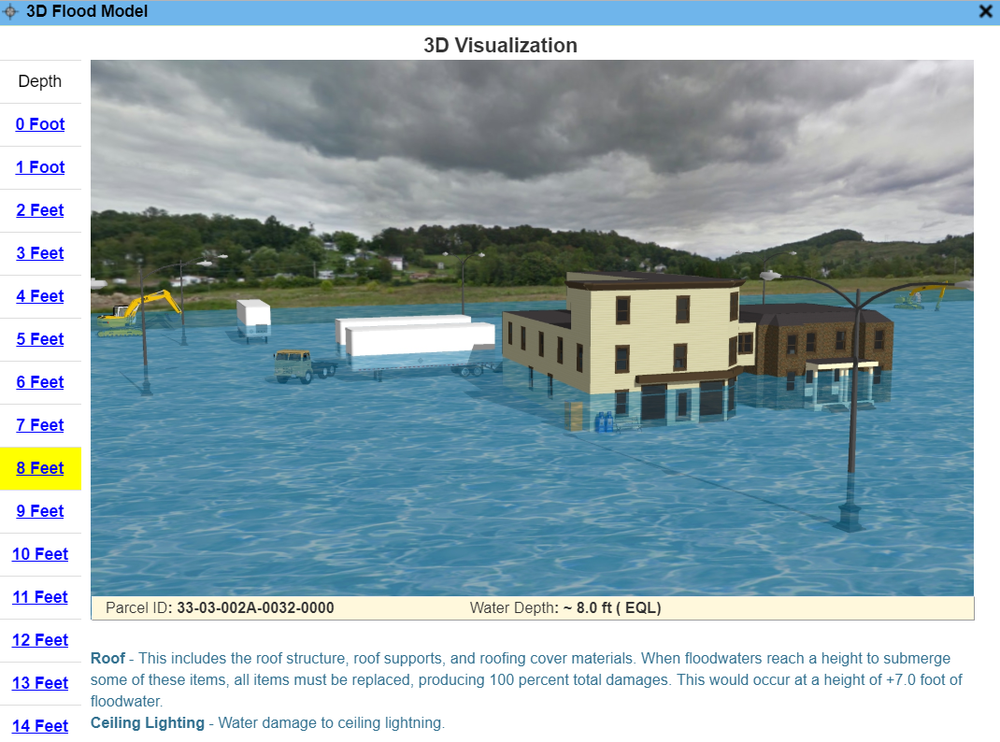 3D Flood Model
3D Visualization
Depth
0 Foot
1 Foot
2 Feet
3 Feet
4 Feet
5 Feet
6 Feet
7 Feet
8 Feet
9 Feet
10 Feet
11 Feet
12 Feet
13 Feet
14 Feet
Parcel ID: 33-03-002A-0032-0000 Water Depth: ~ 8.0 ft ( EQL)
Roof - This includes the roof structure, roof supports, and roofing cover materials. When floodwaters reach a height to submerge
some of these items, all items must be replaced, producing 100 percent total damages. This would occur at a height of +7.0 foot of
floodwater.
Ceiling Lighting - Water damage to ceiling lightning.